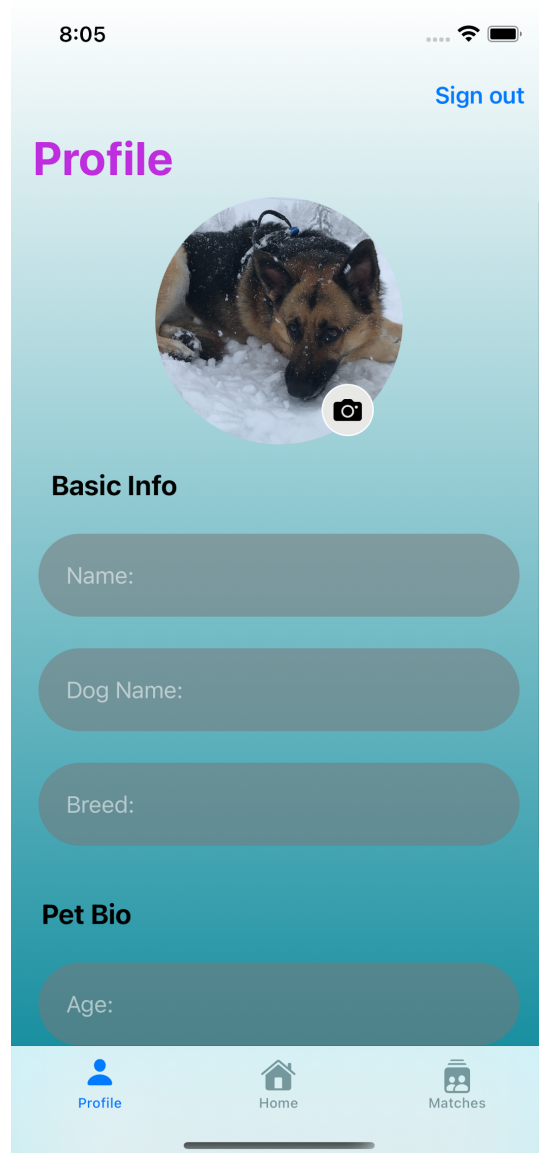 8:05
Sign out
Profile
Basic Info
Name:
Dog Name:
Breed:
Pet Bio
Age:
Profile Home Matches